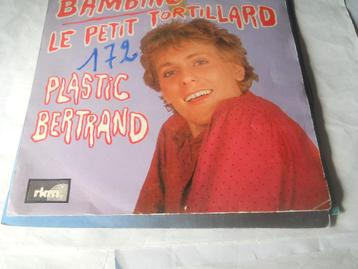 BAMBINO
LE PETIT TORTILLARD
172
PLASTIC
BERTRAND
rkm